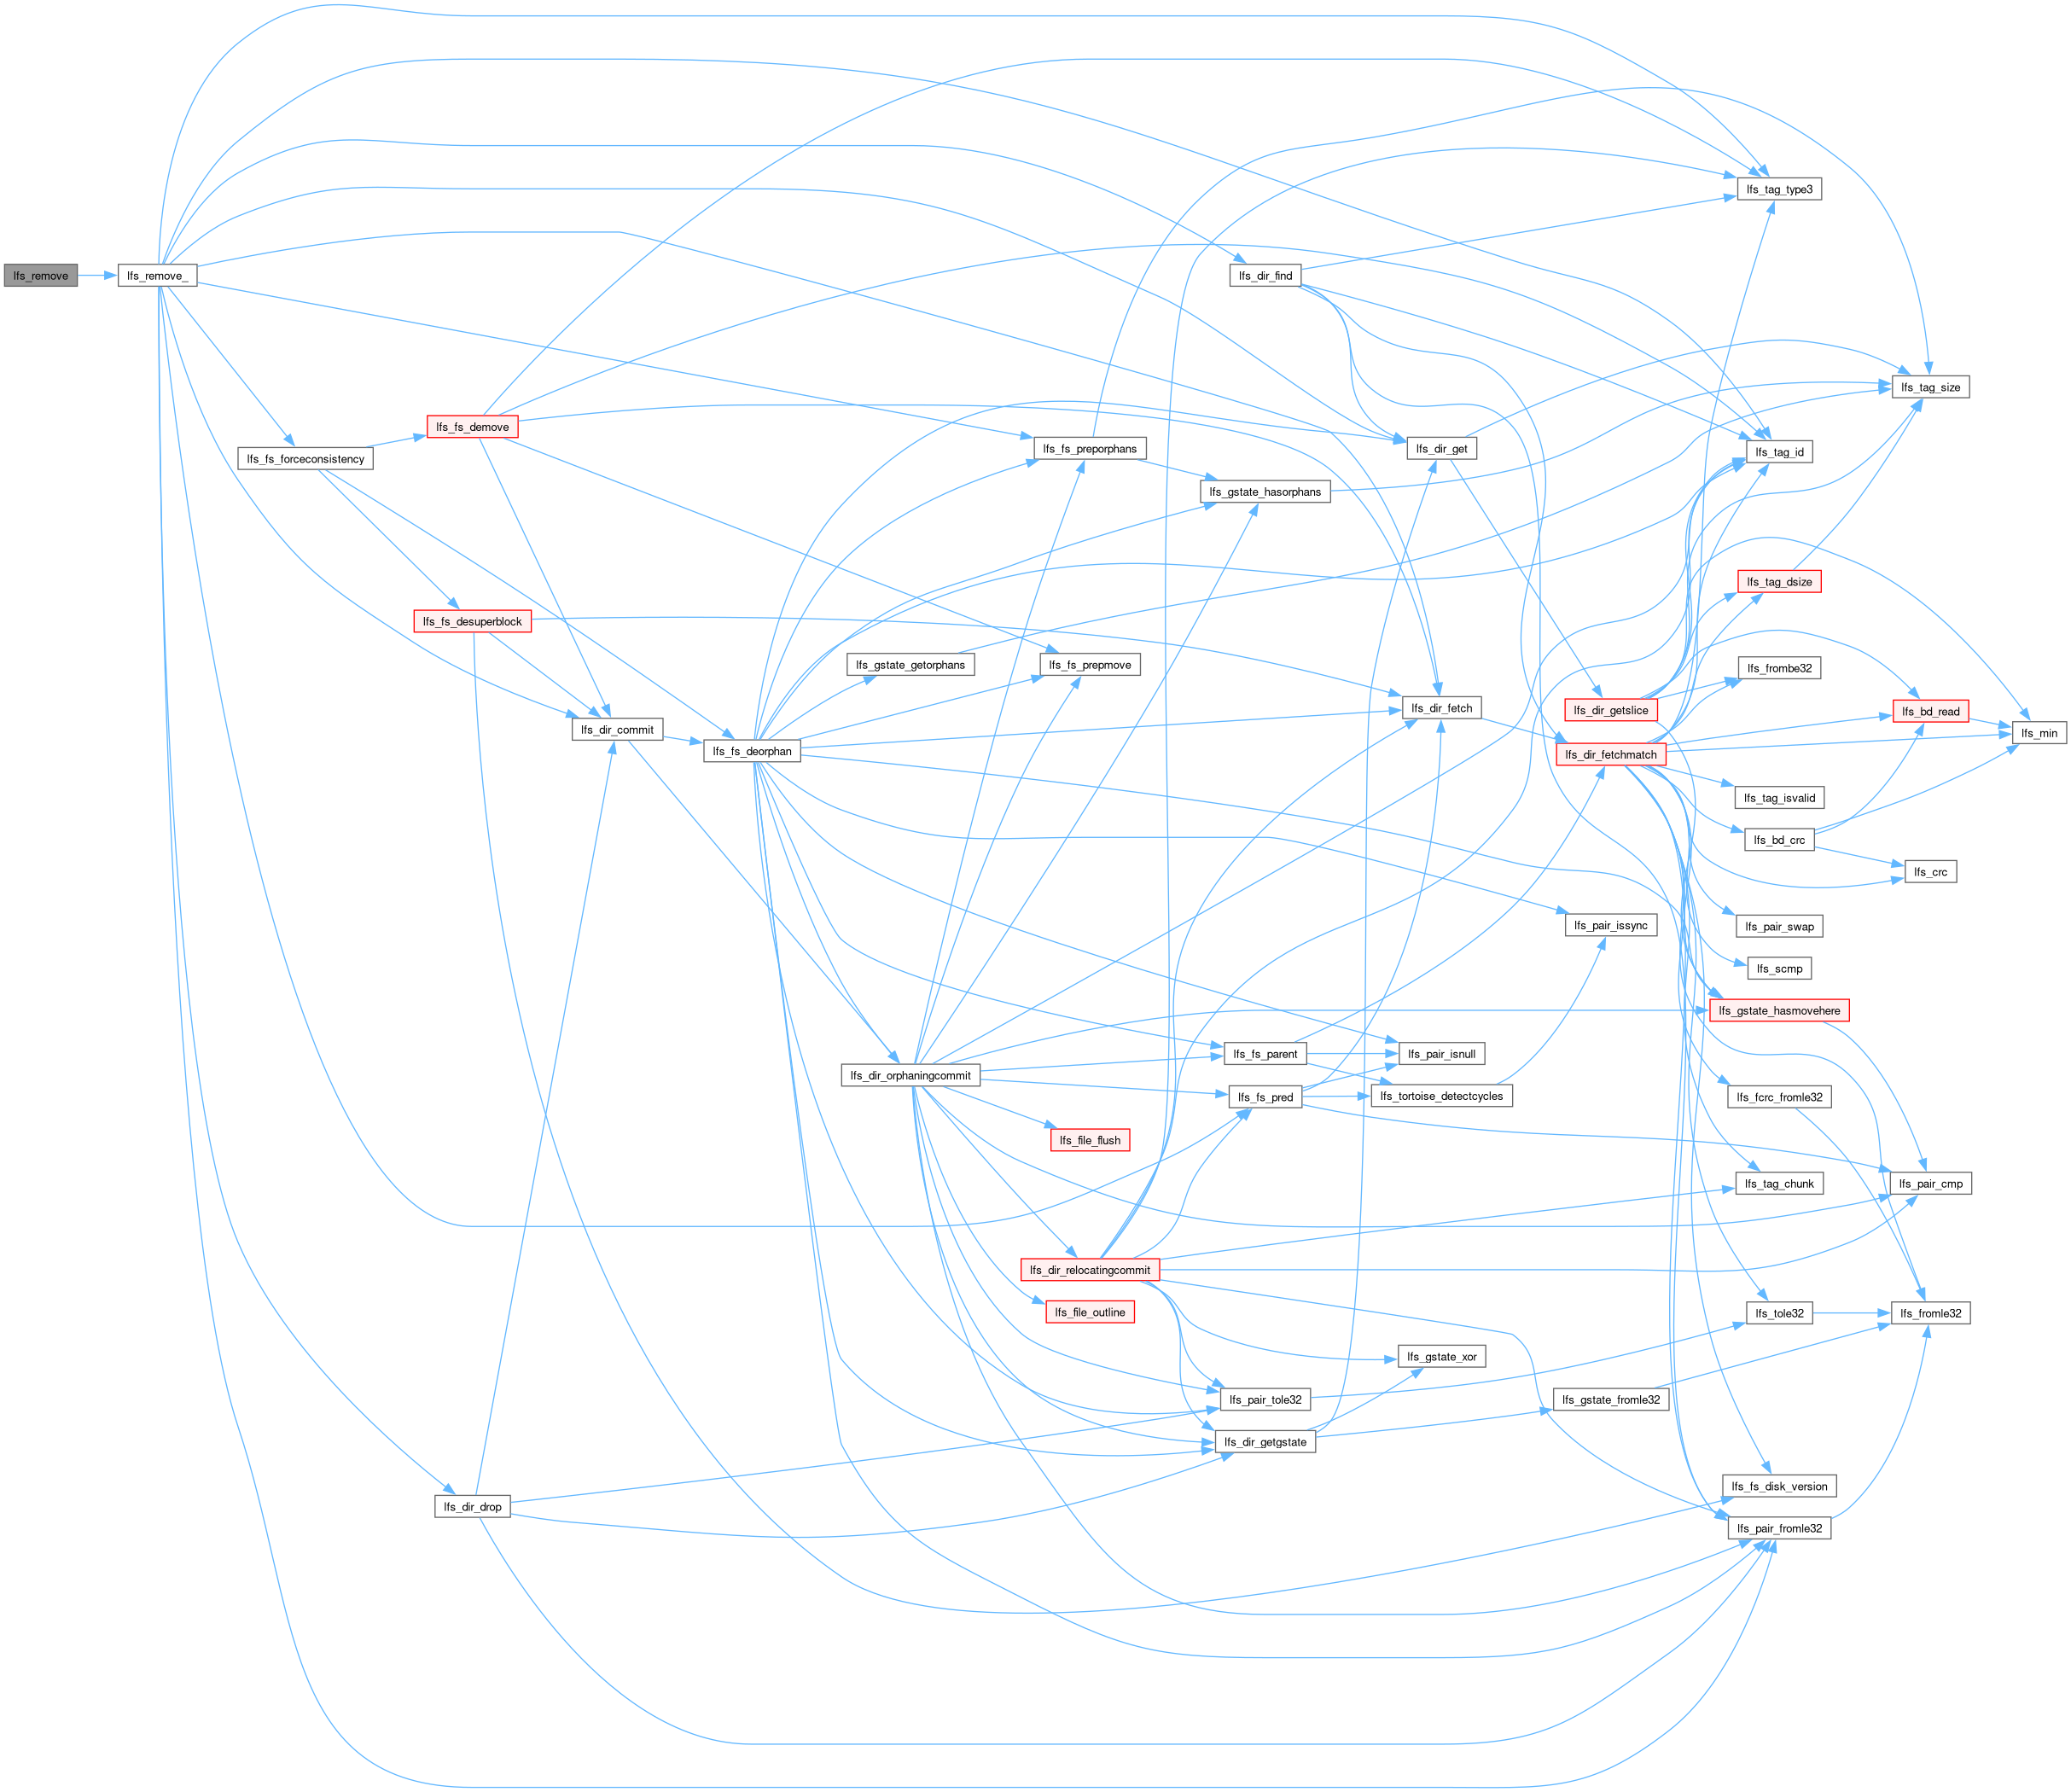 lfs_remove
lfs_remove_
lfs_fs_forceconsistency
lfs_fs_demove
lfs_fs_desuperblock
lfs_dir_drop
lfs_dir_commit
lfs_fs_deorphan
lfs_gstate_getorphans
lfs_dir_orphaningcommit
lfs_fs_preporphans
lfs_fs_prepmove
lfs_file_flush
lfs_dir_relocatingcommit
lfs_file_outline
lfs_dir_find
lfs_gstate_hasorphans
lfs_fs_parent
lfs_fs_pred
lfs_pair_tole32
lfs_dir_getgstate
lfs_dir_get
lfs_dir_fetch
lfs_pair_isnull
lfs_tortoise_detectcycles
lfs_gstate_xor
lfs_dir_getslice
lfs_dir_fetchmatch
lfs_pair_issync
lfs_gstate_fromle32
lfs_tag_type3
lfs_tag_id
lfs_tag_dsize
lfs_frombe32
lfs_tag_isvalid
lfs_bd_crc
lfs_pair_swap
lfs_scmp
lfs_gstate_hasmovehere
lfs_fcrc_fromle32
lfs_tag_chunk
lfs_tole32
lfs_fs_disk_version
lfs_pair_fromle32
lfs_tag_size
lfs_bd_read
lfs_crc
lfs_pair_cmp
lfs_fromle32
lfs_min